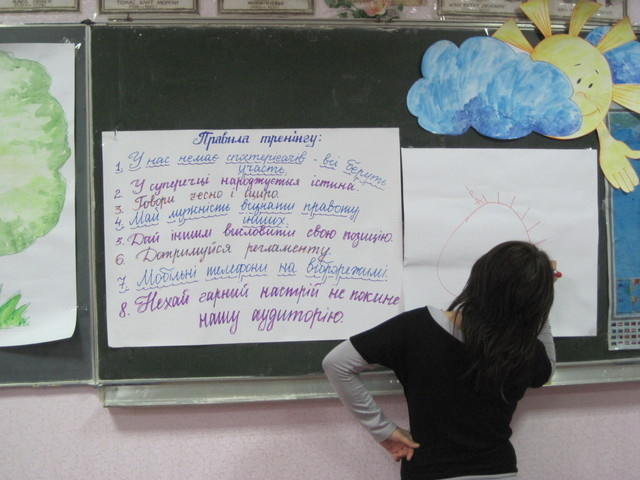 Правила тренінгу:
1. У нас немає спостерігачів - всі беруть
участь.
2. У суперечці народжується істина.
3. Говори чесно і щиро.
4. Май мужність визнати правоту
інших.
5. Дай іншим висловити свою позицію.
6. Дотримуйся регламенту.
7. Мобільні телефони на віброрежимі.
8. Нехай гарний настрій не покине
нашу аудиторію.